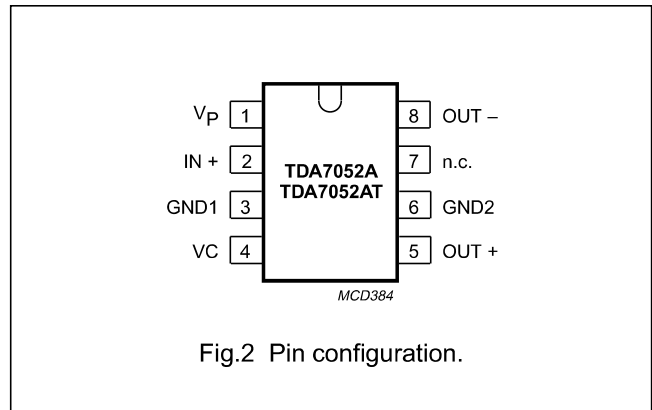 VP 1 8 OUT –
IN + 2 7 n.c.
TDA7052A
TDA7052AT
GND1 3 6 GND2
VC 4 5 OUT +
MCD384
Fig.2 Pin configuration.